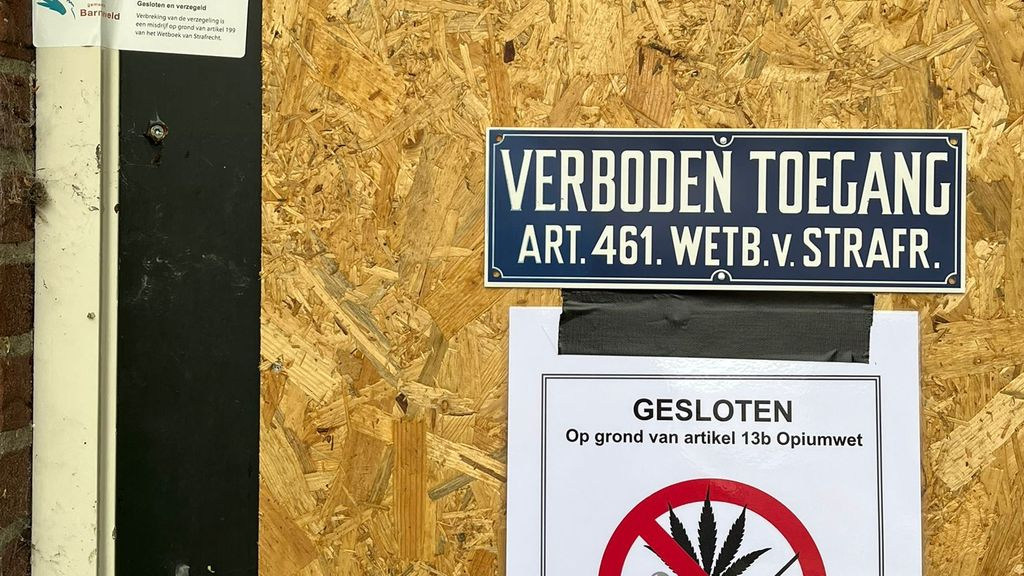 gemeente
Barneveld
Gesloten en verzegeld
Verbreking van de verzegeling is
een misdrijf op grond van artikel 199
van het Wetboek van Strafrecht.
VERBODEN TOEGANG
ART. 461. WETB. v. STRAFR.
GESLOTEN
Op grond van artikel 13b Opiumwet